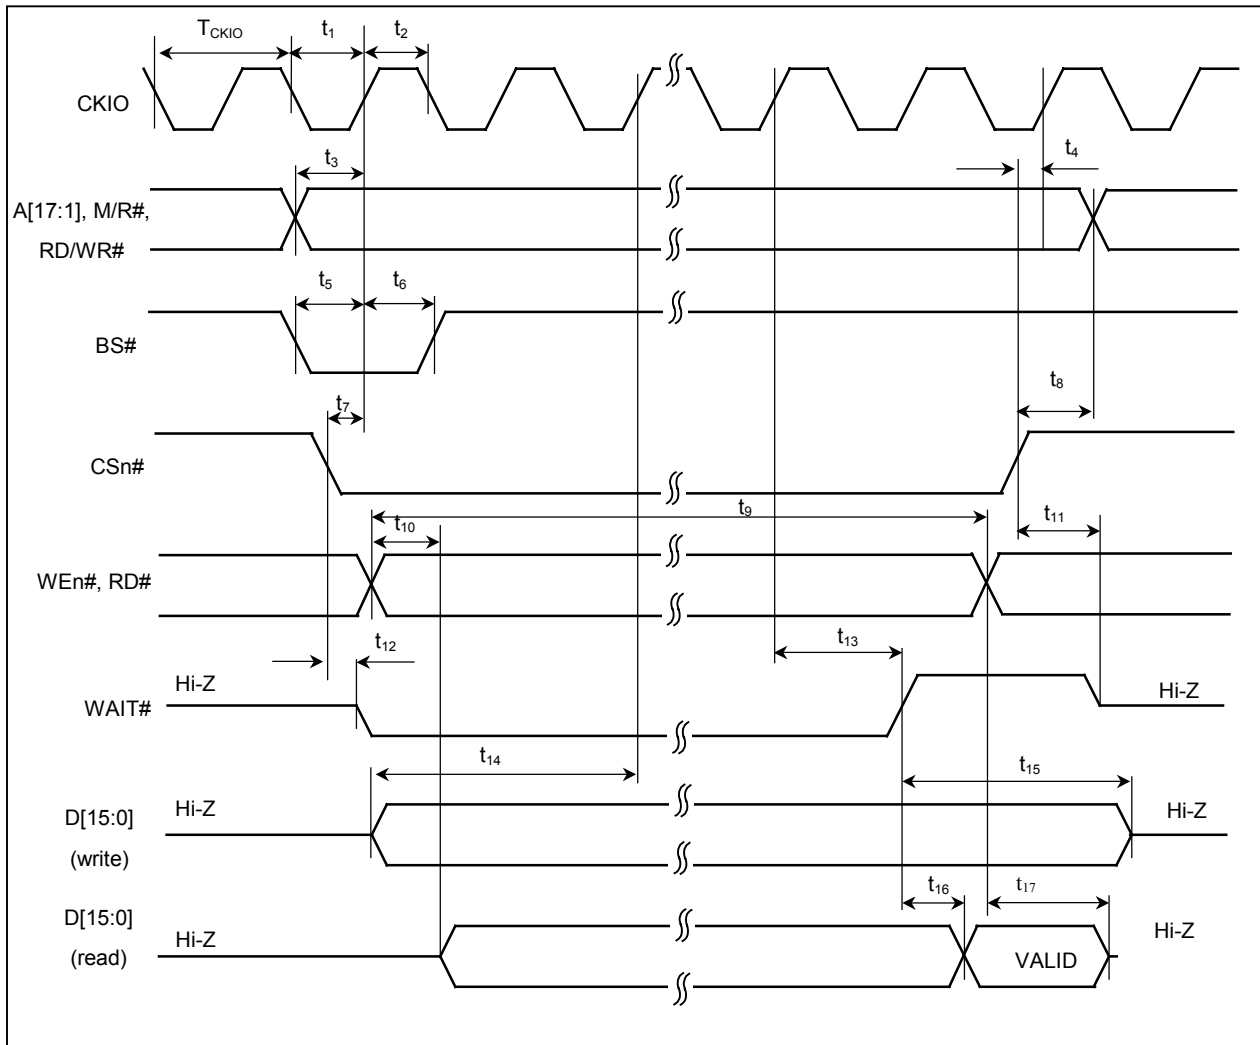 T_CKIO t₁ t₂
CKIO
t₃ t₄
A[17:1], M/R#,
RD/WR#
t₅ t₆
BS#
t₇ t₈
CSn#
t₉
t₁₀ t₁₁
WEn#, RD#
t₁₂ t₁₃
Hi-Z Hi-Z
WAIT#
t₁₄ t₁₅
Hi-Z Hi-Z
D[15:0]
(write)
t₁₆ t₁₇
D[15:0]
Hi-Z Hi-Z
(read) VALID